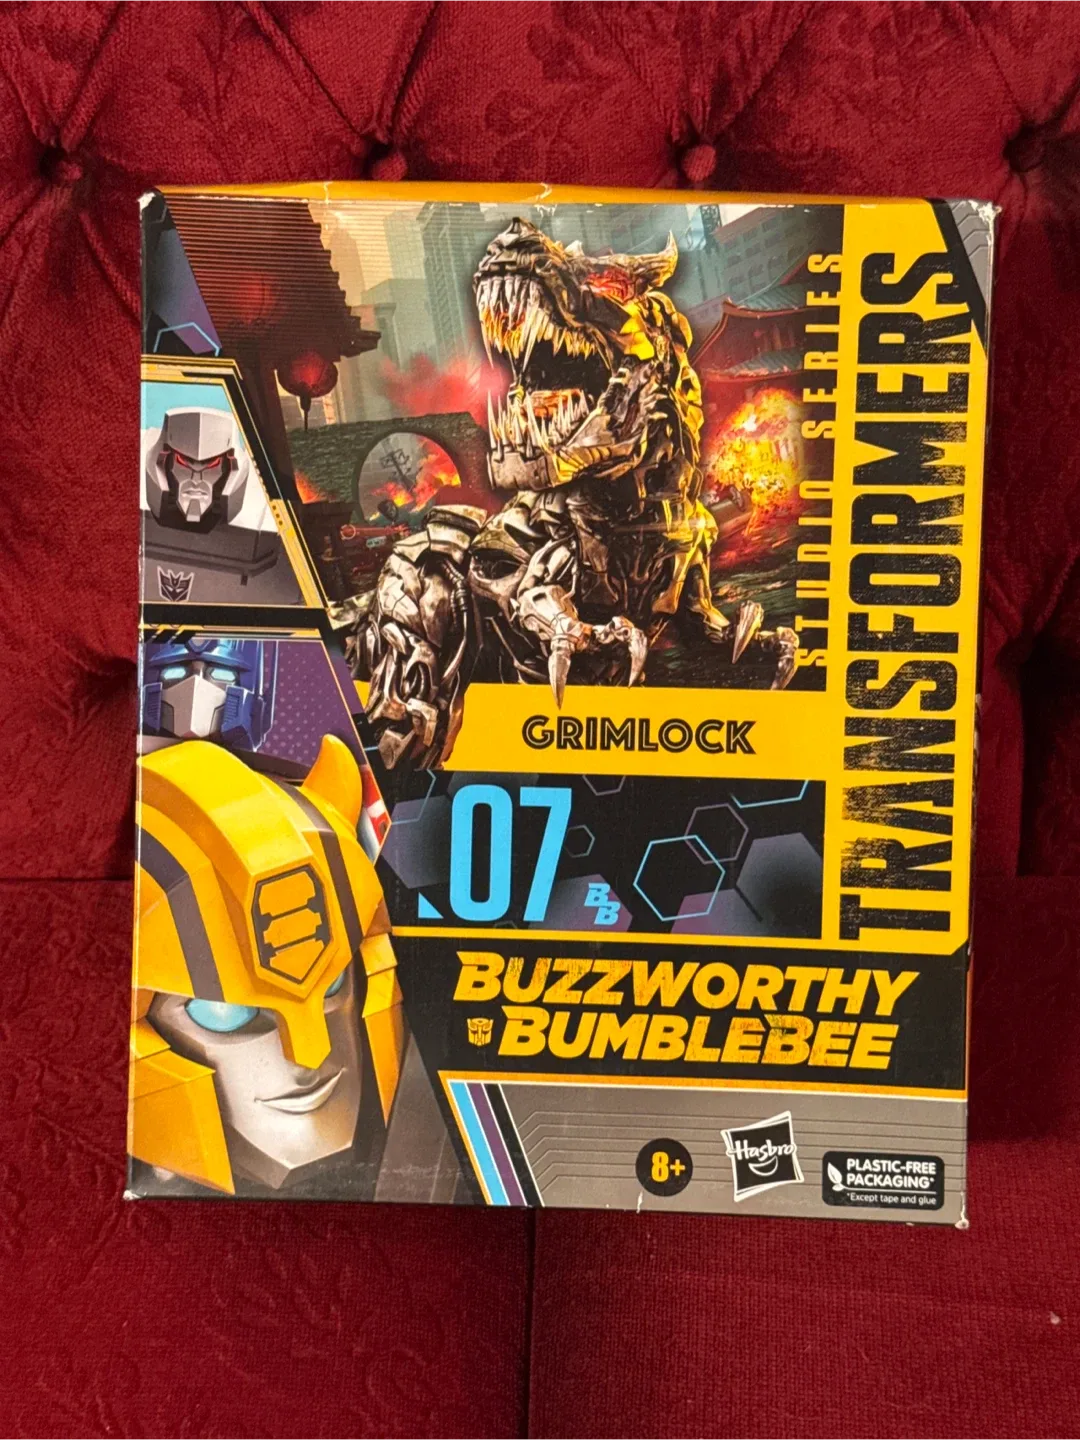 STUDIO SERIES
TRANSFORMERS
GRIMLOCK
07
BB
BUZZWORTHY
BUMBLEBEE
8+
Hasbro
PLASTIC-FREE
PACKAGING*
*Except tape and glue